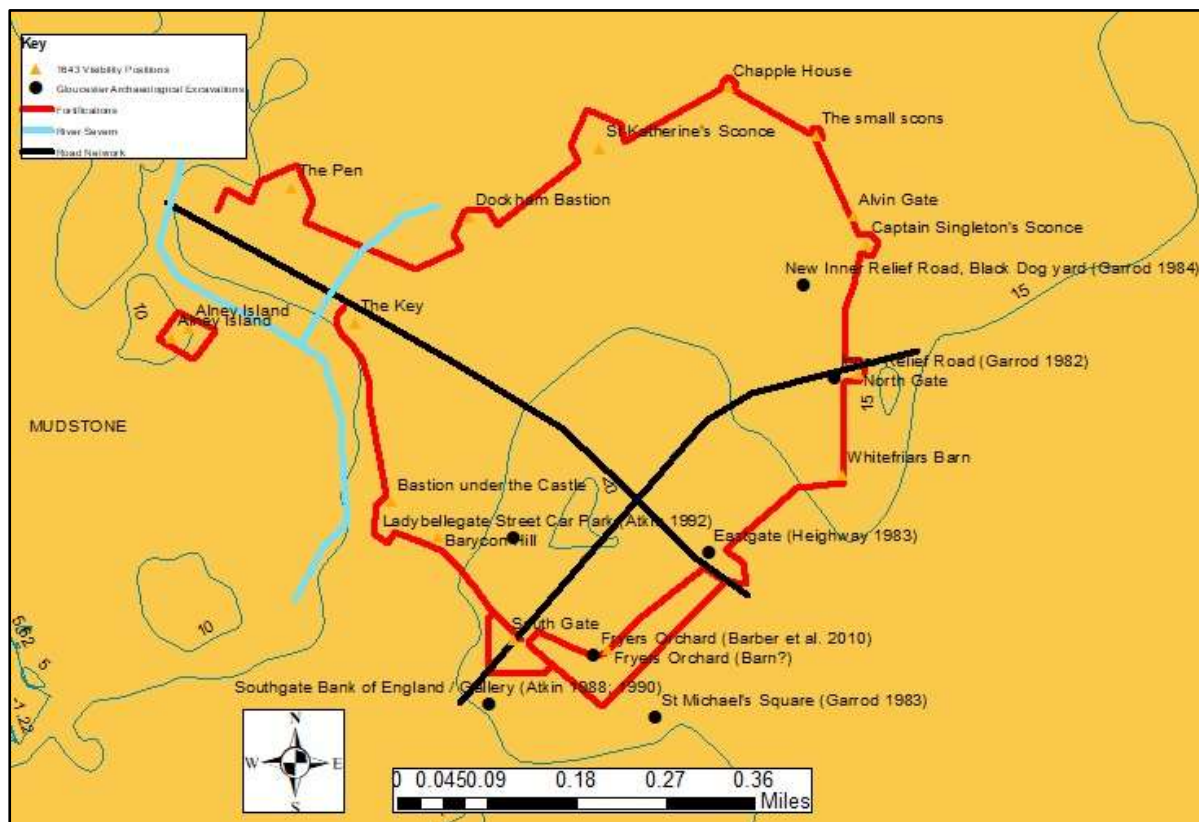 Key
1643 Visibility Positions
Gloucester Archaeological Excavations
Fortifications
River Severn
Road Network
Chapple House
The small scons
St Katherine's Sconce
The Pen
Dockham Bastion
Alvin Gate
Captain Singleton's Sconce
New Inner Relief Road, Black Dog yard (Garrod 1984)
15
10
Alney Island
Alney Island
The Key
Relief Road (Garrod 1982)
North Gate
15
MUDSTONE
Whitefriars Barn
20
Bastion under the Castle
Ladybellegate Street Car Park (Atkin 1992)
Barycon Hill
Eastgate (Heighway 1983)
10
South Gate
Fryers Orchard (Barber et al. 2010)
Fryers Orchard (Barn?)
5
-1.22
Southgate Bank of England / Gallery (Atkin 1988; 1990)
St Michael's Square (Garrod 1983)
N
W E
S
0 0.0450.09 0.18 0.27 0.36
Miles